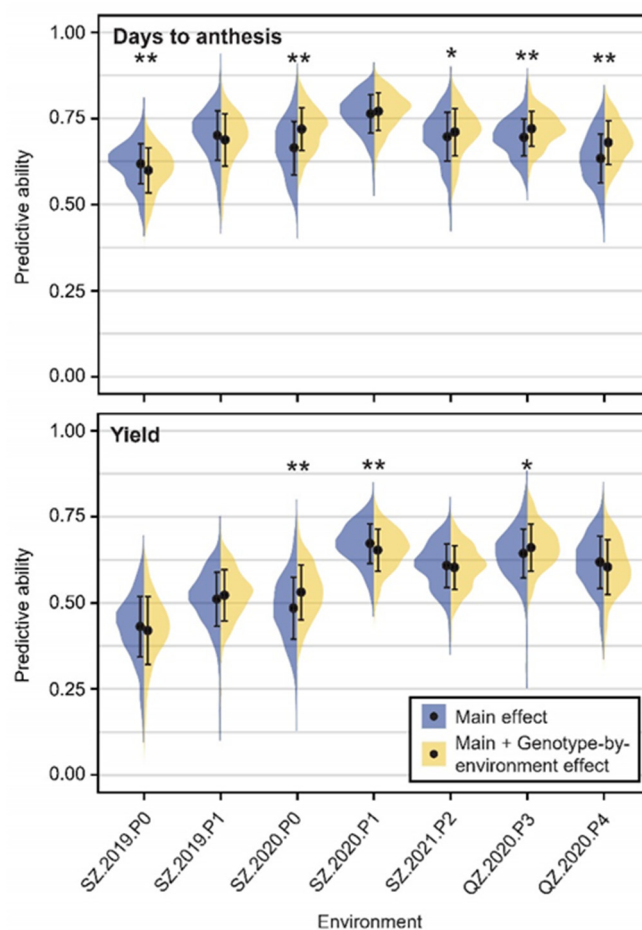 Days to anthesis
** ** * ** **
1.00
0.75
0.50
0.25
0.00
Predictive ability
Yield
** ** *
1.00
0.75
0.50
0.25
0.00
Predictive ability
Main effect
Main + Genotype-by-
environment effect
SZ.2019.P0
SZ.2019.P1
SZ.2020.P0
SZ.2020.P1
SZ.2021.P2
QZ.2020.P3
QZ.2020.P4
Environment